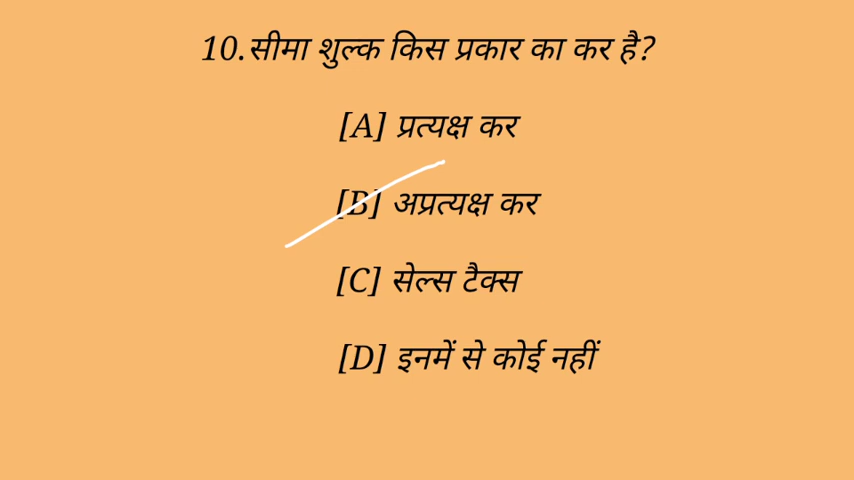 10.सीमा शुल्क किस प्रकार का कर है?
[A] प्रत्यक्ष कर
[B] अप्रत्यक्ष कर
[C] सेल्स टैक्स
[D] इनमें से कोई नहीं